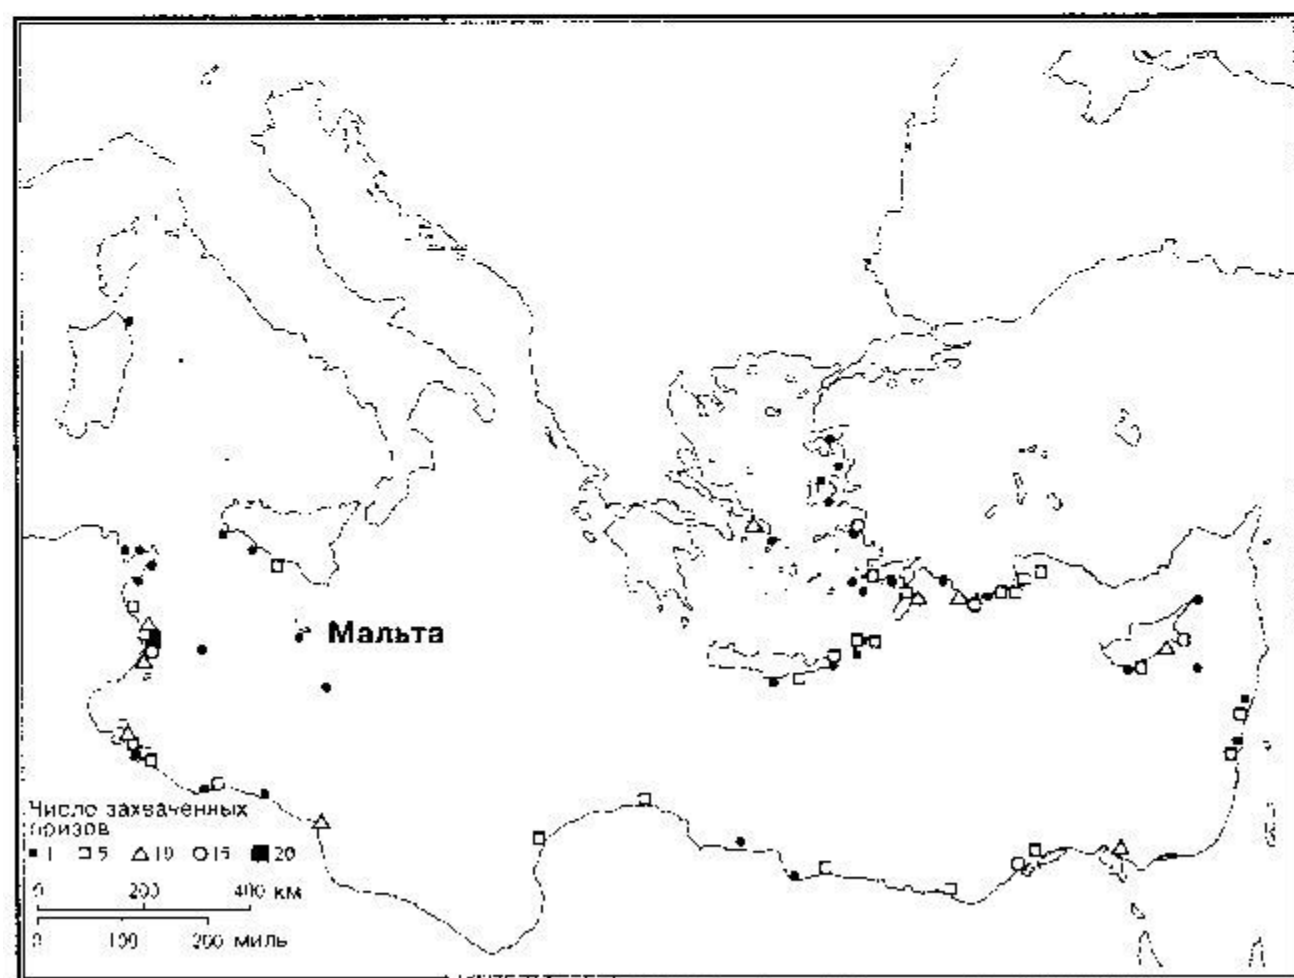 Мальта
Число захваченных
призов
1 5 10 15 20
0 200 400 км
0 100 200 миль